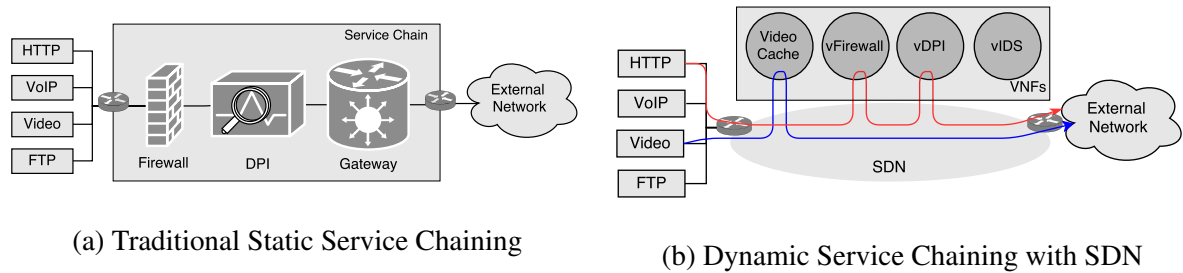 HTTP
VoIP
Video
FTP
Service Chain
Firewall
DPI
Gateway
External
Network
(a) Traditional Static Service Chaining
HTTP
VoIP
Video
FTP
Video
Cache
vFirewall
vDPI
vIDS
VNFs
SDN
External
Network
(b) Dynamic Service Chaining with SDN